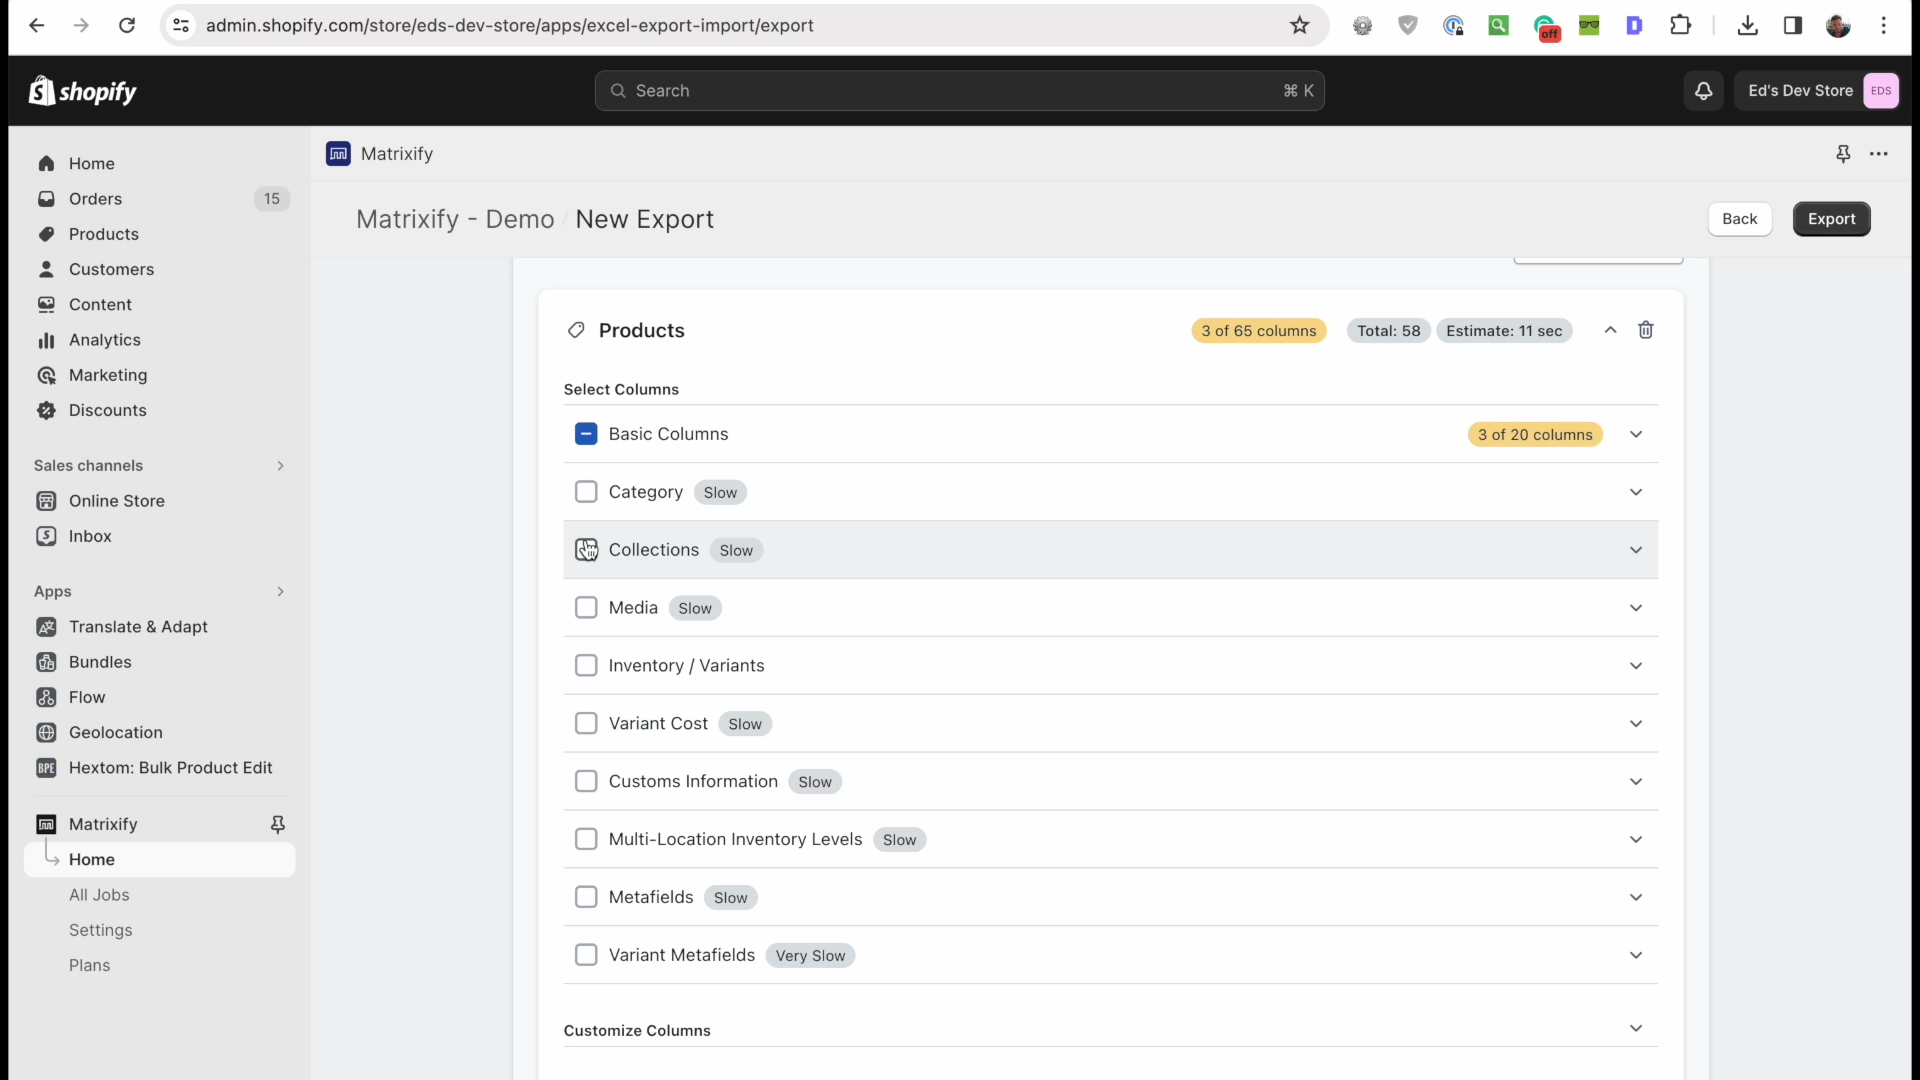 admin.shopify.com/store/eds-dev-store/apps/excel-export-import/export
off
shopify
Search
⌘ K
Ed's Dev Store
EDS
Home
Orders
15
Products
Customers
Content
Analytics
Marketing
Discounts
Sales channels
Online Store
Inbox
Apps
Translate & Adapt
Bundles
Flow
Geolocation
BPE
Hextom: Bulk Product Edit
Matrixify
Home
All Jobs
Settings
Plans
Matrixify
Matrixify - Demo / New Export
Back
Export
Products
3 of 65 columns
Total: 58
Estimate: 11 sec
Select Columns
Basic Columns
3 of 20 columns
Category Slow
Collections Slow
Media Slow
Inventory / Variants
Variant Cost Slow
Customs Information Slow
Multi-Location Inventory Levels Slow
Metafields Slow
Variant Metafields Very Slow
Customize Columns